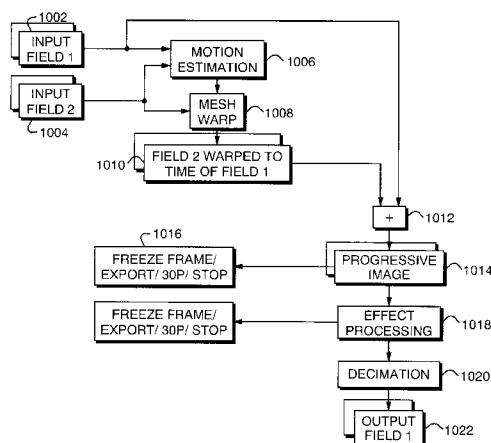 1002
INPUT
FIELD 1
MOTION
ESTIMATION
1006
INPUT
FIELD 2
1004
MESH
WARP
1008
1010
FIELD 2 WARPED TO
TIME OF FIELD 1
+
1012
1016
FREEZE FRAME/
EXPORT/ 30P/ STOP
PROGRESSIVE
IMAGE
1014
FREEZE FRAME/
EXPORT/ 30P/ STOP
EFFECT
PROCESSING
1018
DECIMATION
1020
OUTPUT
FIELD 1
1022